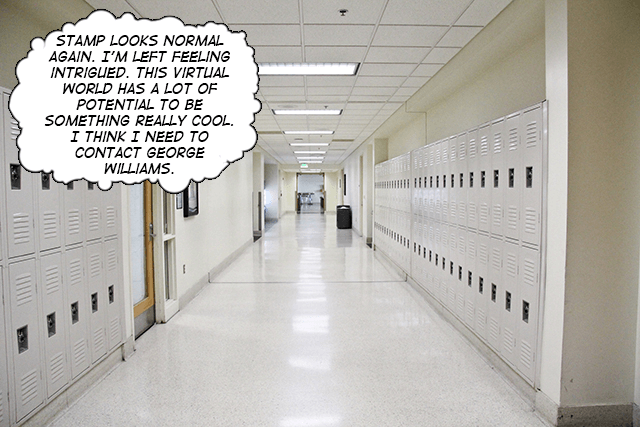 STAMP LOOKS NORMAL
AGAIN. I'M LEFT FEELING
INTRIGUED. THIS VIRTUAL
WORLD HAS A LOT OF
POTENTIAL TO BE
SOMETHING REALLY COOL.
I THINK I NEED TO
CONTACT GEORGE
WILLIAMS.